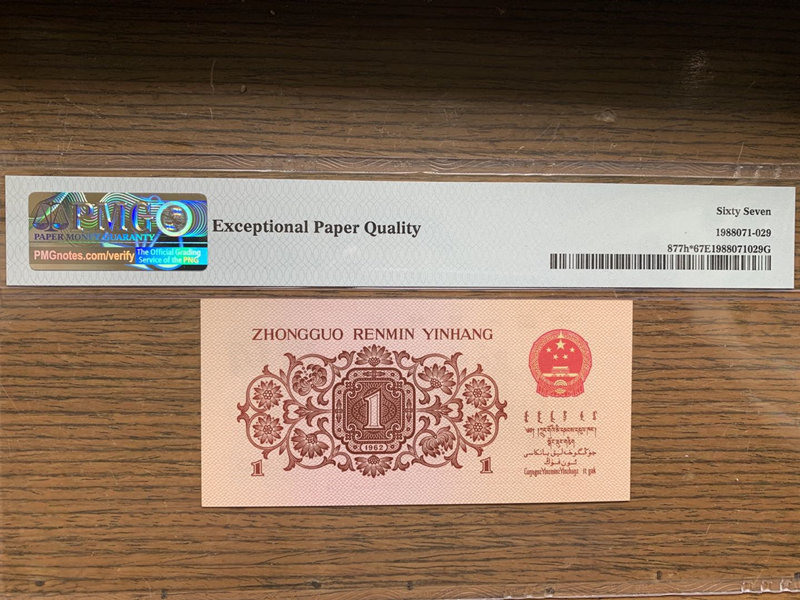 PMG
PAPER MONEY GUARANTY
PMGnotes.com/verify
The Official Grading
Service of the PNG
Exceptional Paper Quality
Sixty Seven
1988071-029
877h*67E1988071029G
ZHONGGUO RENMIN YINHANG
1
1962
1
1